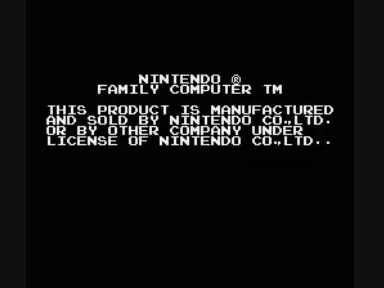 NINTENDO ®
FAMILY COMPUTER TM
THIS PRODUCT IS MANUFACTURED
AND SOLD BY NINTENDO CO.,LTD.
OR BY OTHER COMPANY UNDER
LICENSE OF NINTENDO CO.,LTD..